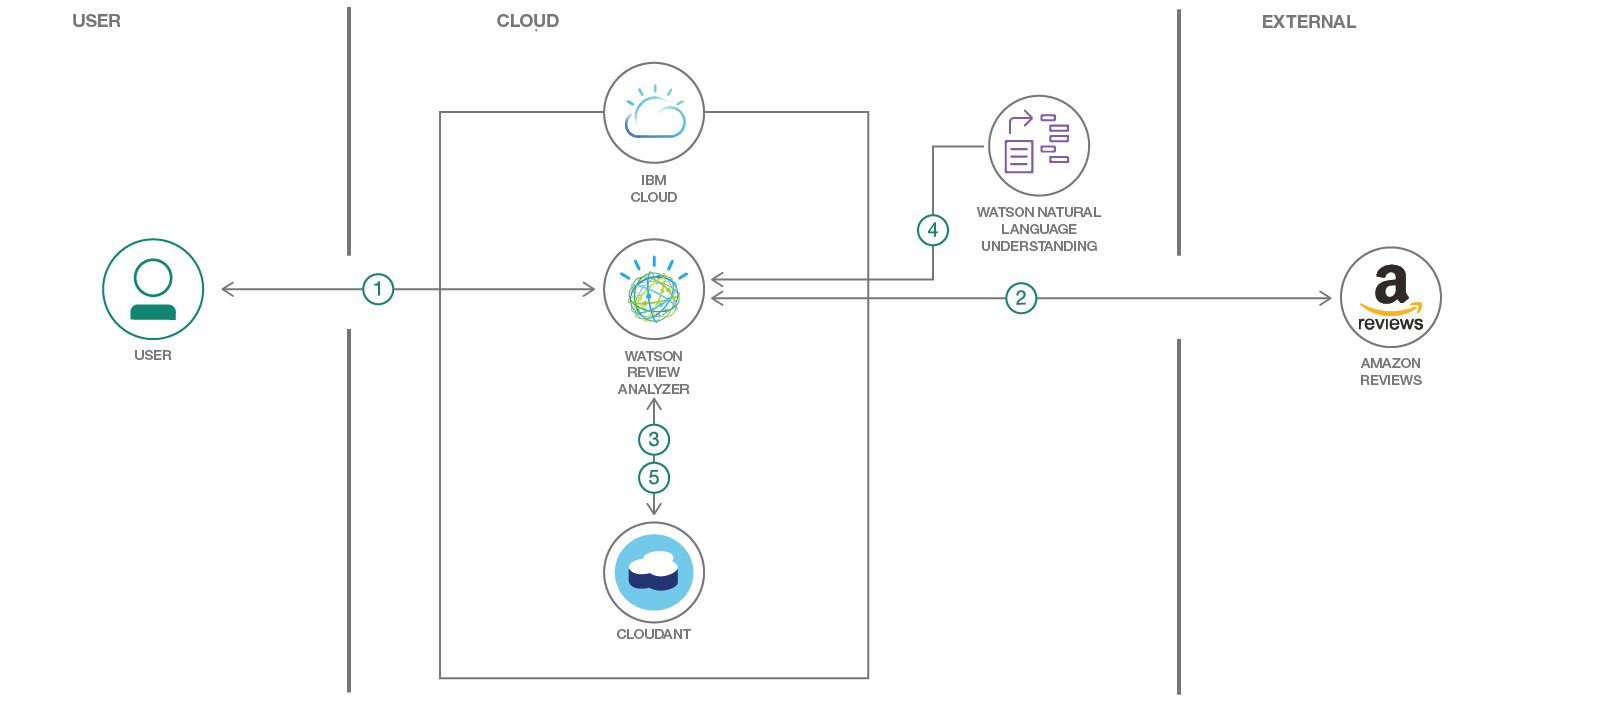 USER
CLOUD
EXTERNAL
IBM
CLOUD
WATSON NATURAL
LANGUAGE
UNDERSTANDING
4
1
2
a
reviews
USER
WATSON
REVIEW
ANALYZER
AMAZON
REVIEWS
3
5
CLOUDANT